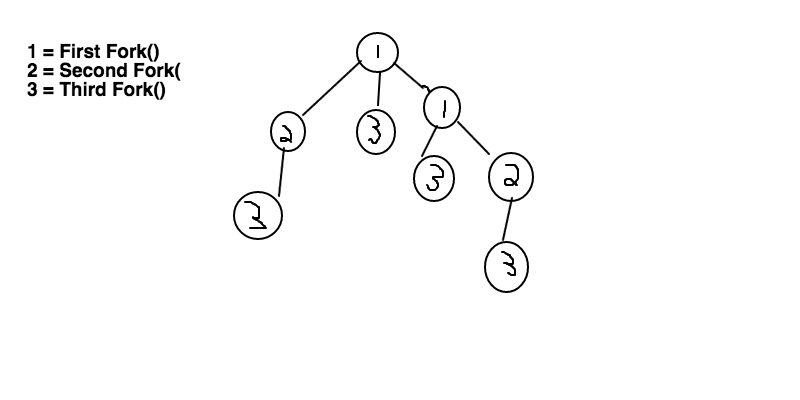 1 = First Fork()
2 = Second Fork(
3 = Third Fork()
1
1
2
3
3
2
3
3